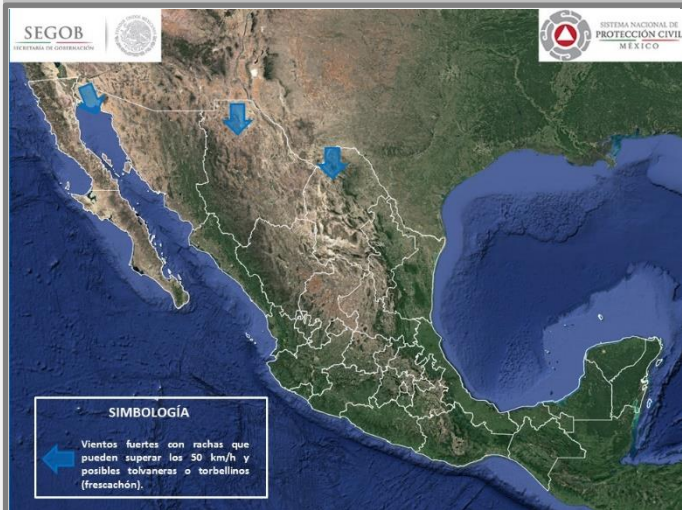 SEGOB
SECRETARÍA DE GOBERNACIÓN
SISTEMA NACIONAL DE
PROTECCIÓN CIVIL
MÉXICO
SIMBOLOGÍA
Vientos fuertes con rachas que
pueden superar los 50 km/h y
posibles tolvaneras o torbellinos
(frescachón).